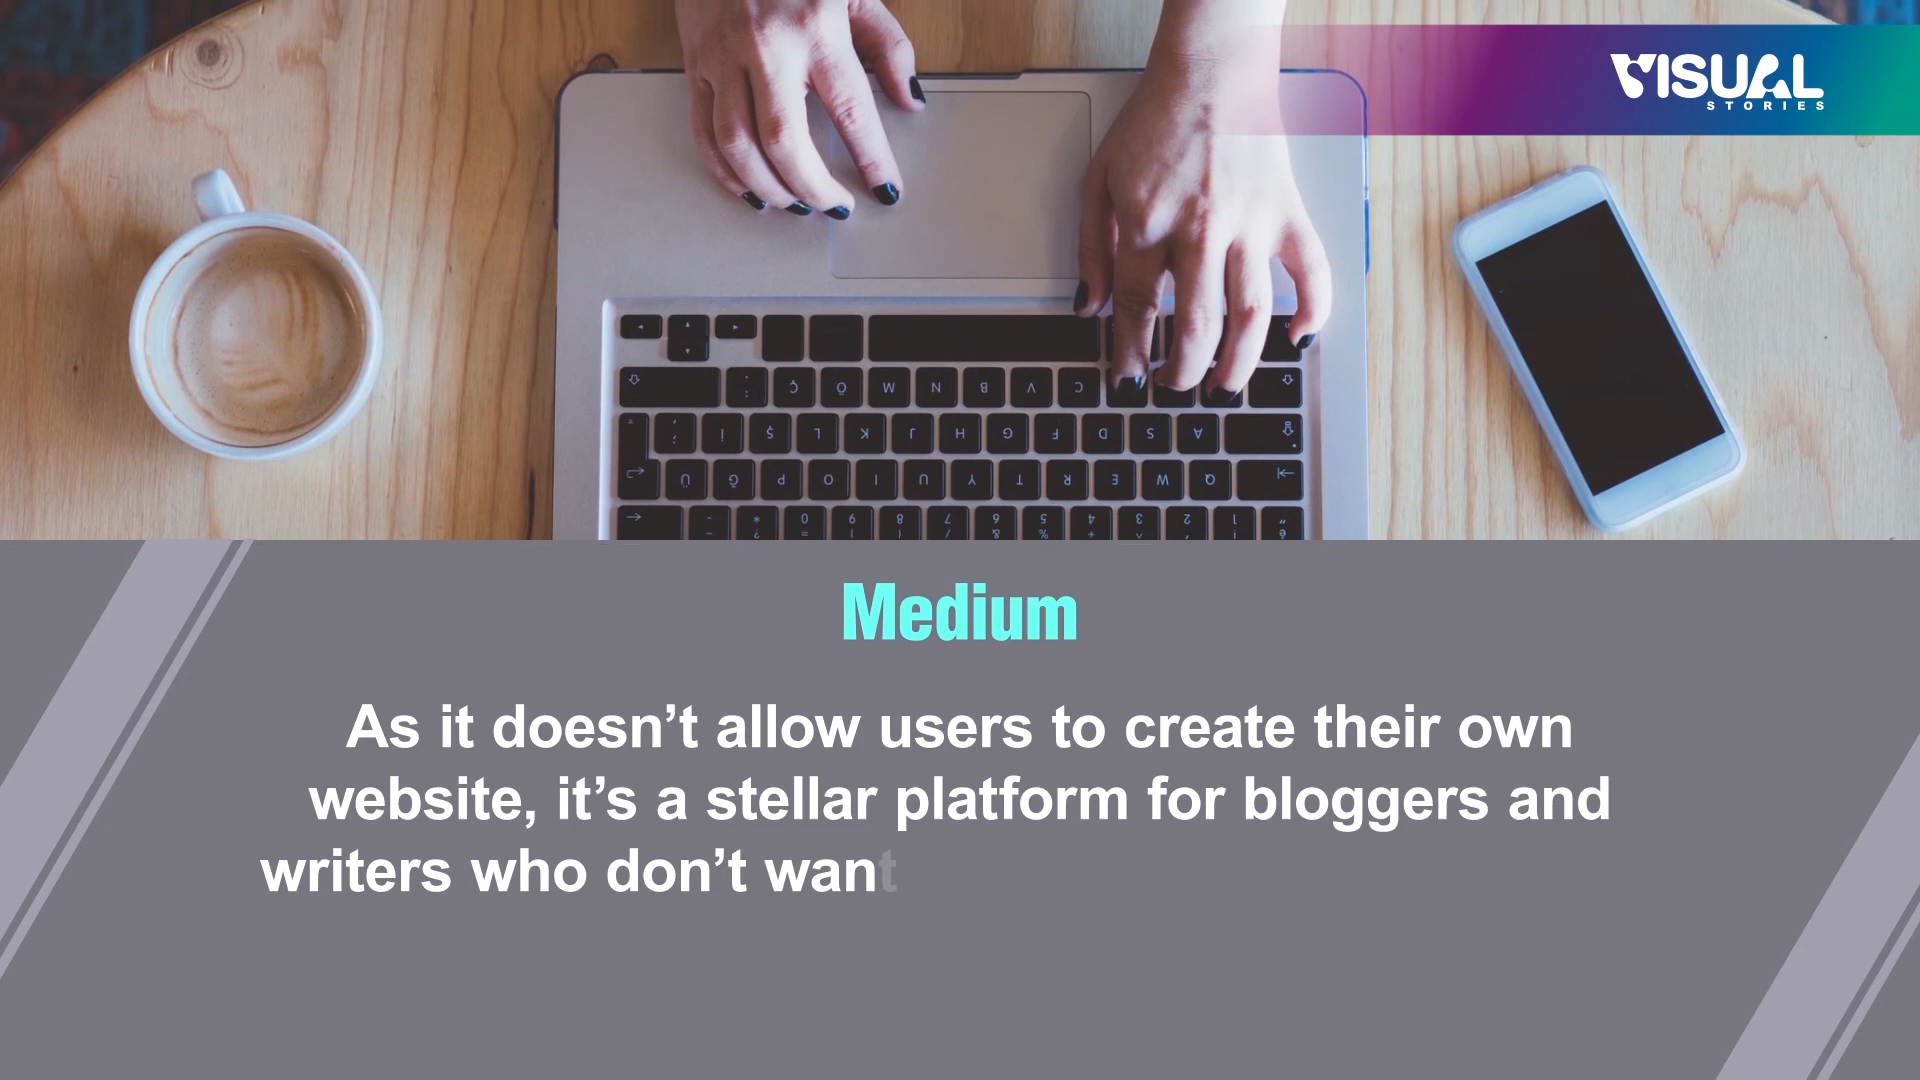 VISUAL
STORIES
Medium
As it doesn’t allow users to create their own
website, it’s a stellar platform for bloggers and
writers who don’t want